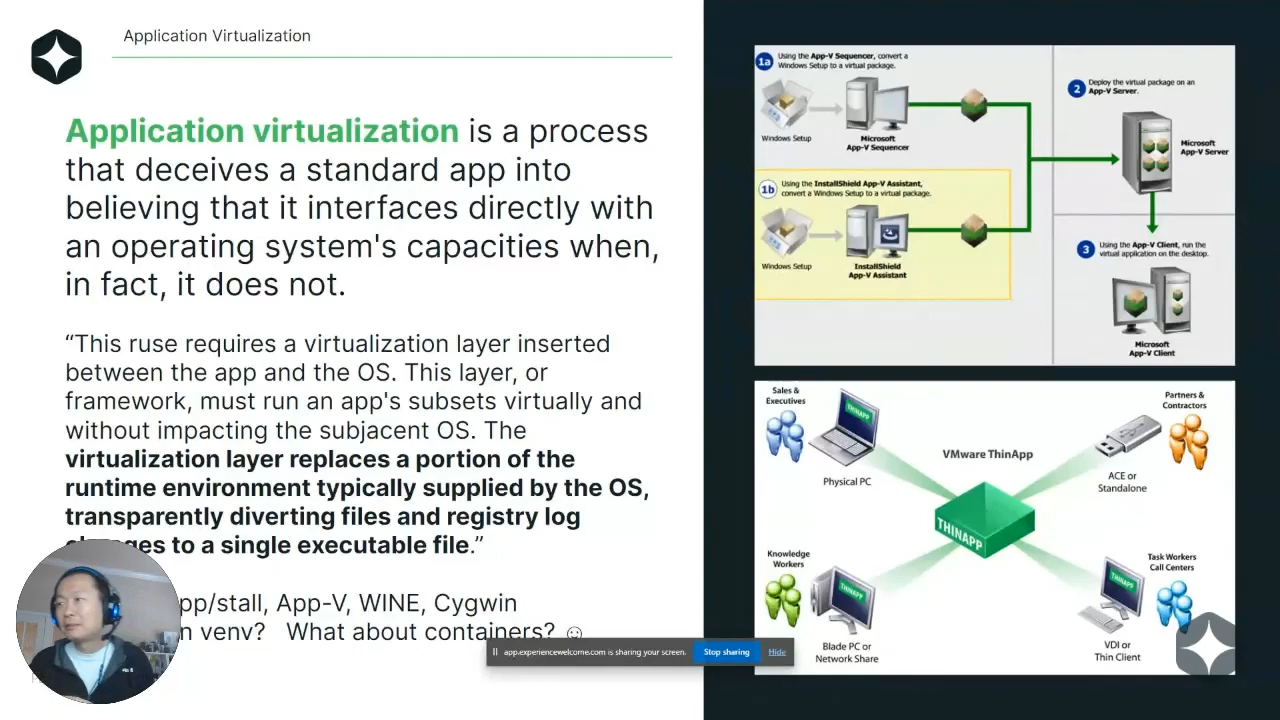 Application Virtualization
Application virtualization is a process
that deceives a standard app into
believing that it interfaces directly with
an operating system's capacities when,
in fact, it does not.
“This ruse requires a virtualization layer inserted
between the app and the OS. This layer, or
framework, must run an app's subsets virtually and
without impacting the subjacent OS. The
virtualization layer replaces a portion of the
runtime environment typically supplied by the OS,
transparently diverting files and registry log
to a single executable file.”
App-V, WINE, Cygwin
venv? What about containers? ☺
1a Using the App-V Sequencer, convert a
Windows Setup to a virtual package.
Windows Setup
Microsoft
App-V Sequencer
1b Using the InstallShield App-V Assistant,
convert a Windows Setup to a virtual package.
Windows Setup
InstallShield
App-V Assistant
2 Deploy the virtual package on an
App-V Server.
Microsoft
App-V Server
3 Using the App-V Client, run the
virtual application on the desktop.
Microsoft
App-V Client
Sales &
Executives
THINAPP
Physical PC
VMware ThinApp
Partners &
Contractors
ACE or
Standalone
THINAPP
Knowledge
Workers
THINAPP
Blade PC or
Network Share
Task Workers
Call Centers
THINAPP
VDI or
Thin Client
app.experiencewelcome.com is sharing your screen.
Stop sharing
Hide